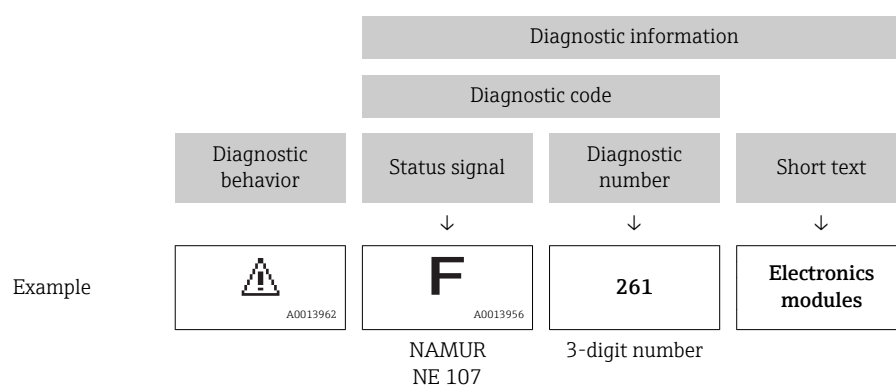 Diagnostic information
Diagnostic code
Diagnostic
behavior
Status signal
Diagnostic
number
Short text
↓ ↓ ↓
Example
A0013962
F
A0013956
261
Electronics
modules
NAMUR
NE 107
3-digit number